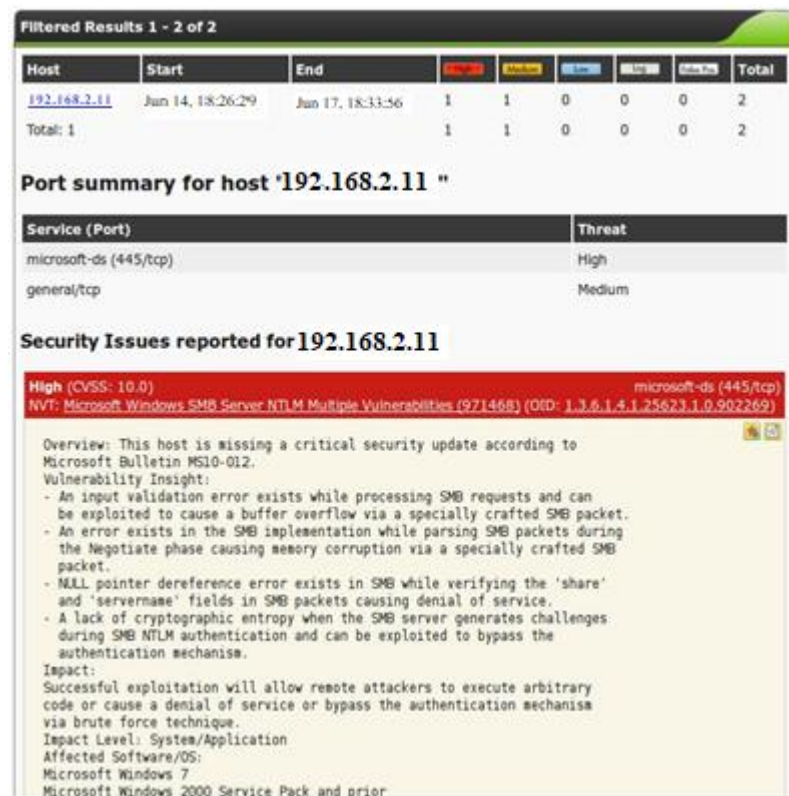 Filtered Results 1 - 2 of 2
Host Start End High Medium Low Log False Pos. Total
192.168.2.11 Jun 14, 18:26:29 Jun 17, 18:33:56 1 1 0 0 0 2
Total: 1 1 1 0 0 0 2
Port summary for host "192.168.2.11 "
Service (Port) Threat
microsoft-ds (445/tcp) High
general/tcp Medium
Security Issues reported for 192.168.2.11
High (CVSS: 10.0) microsoft-ds (445/tcp)
NVT: Microsoft Windows SMB Server NTLM Multiple Vulnerabilities (971468) (OID: 1.3.6.1.4.1.25623.1.0.902269)
Overview: This host is missing a critical security update according to
Microsoft Bulletin MS10-012.
Vulnerability Insight:
- An input validation error exists while processing SMB requests and can
be exploited to cause a buffer overflow via a specially crafted SMB packet.
- An error exists in the SMB implementation while parsing SMB packets during
the Negotiate phase causing memory corruption via a specially crafted SMB
packet.
- NULL pointer dereference error exists in SMB while verifying the 'share'
and 'servername' fields in SMB packets causing denial of service.
- A lack of cryptographic entropy when the SMB server generates challenges
during SMB NTLM authentication and can be exploited to bypass the
authentication mechanism.
Impact:
Successful exploitation will allow remote attackers to execute arbitrary
code or cause a denial of service or bypass the authentication mechanism
via brute force technique.
Impact Level: System/Application
Affected Software/OS:
Microsoft Windows 7
Microsoft Windows 2000 Service Pack and prior